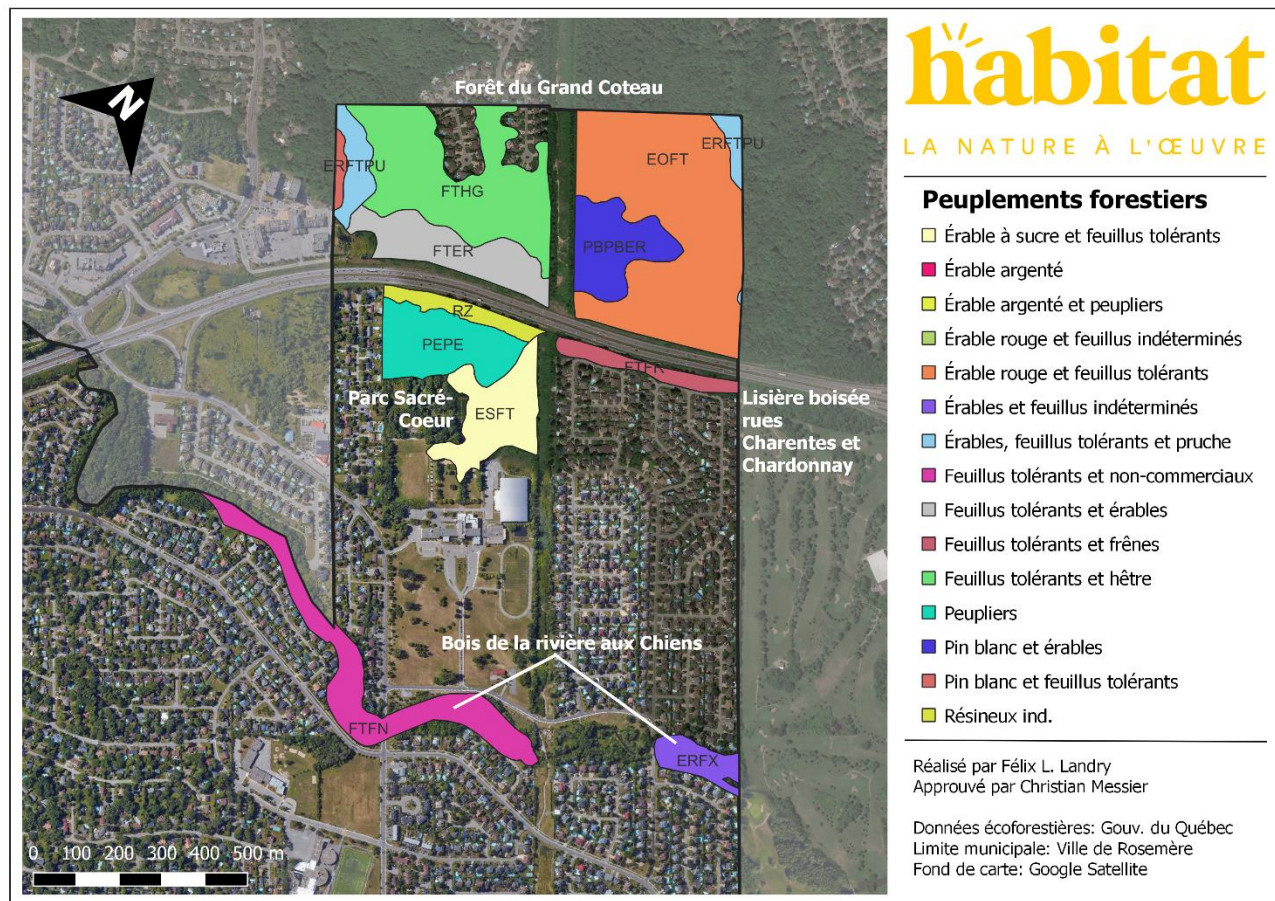 N
Forêt du Grand Coteau
ERFTPU
FTHG
FTER
EOFT
ERFTPU
PBPBER
RZ
PEPE
ESFT
FTFR
Parc Sacré-
Coeur
Lisière boisée
rues
Charentes et
Chardonnay
Bois de la rivière aux Chiens
FTFN
ERFX
0 100 200 300 400 500 m
habitat
LA NATURE À L'ŒUVRE
Peuplements forestiers
Érable à sucre et feuillus tolérants
Érable argenté
Érable argenté et peupliers
Érable rouge et feuillus indéterminés
Érable rouge et feuillus tolérants
Érables et feuillus indéterminés
Érables, feuillus tolérants et pruche
Feuillus tolérants et non-commerciaux
Feuillus tolérants et érables
Feuillus tolérants et frênes
Feuillus tolérants et hêtre
Peupliers
Pin blanc et érables
Pin blanc et feuillus tolérants
Résineux ind.
Réalisé par Félix L. Landry
Approuvé par Christian Messier
Données écoforestières: Gouv. du Québec
Limite municipale: Ville de Rosemère
Fond de carte: Google Satellite